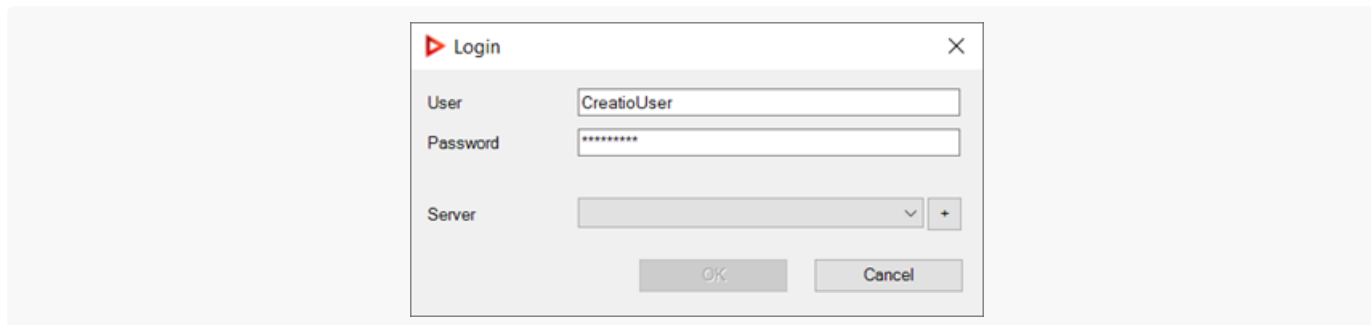 Login
User CreatioUser
Password *********
Server +
OK Cancel